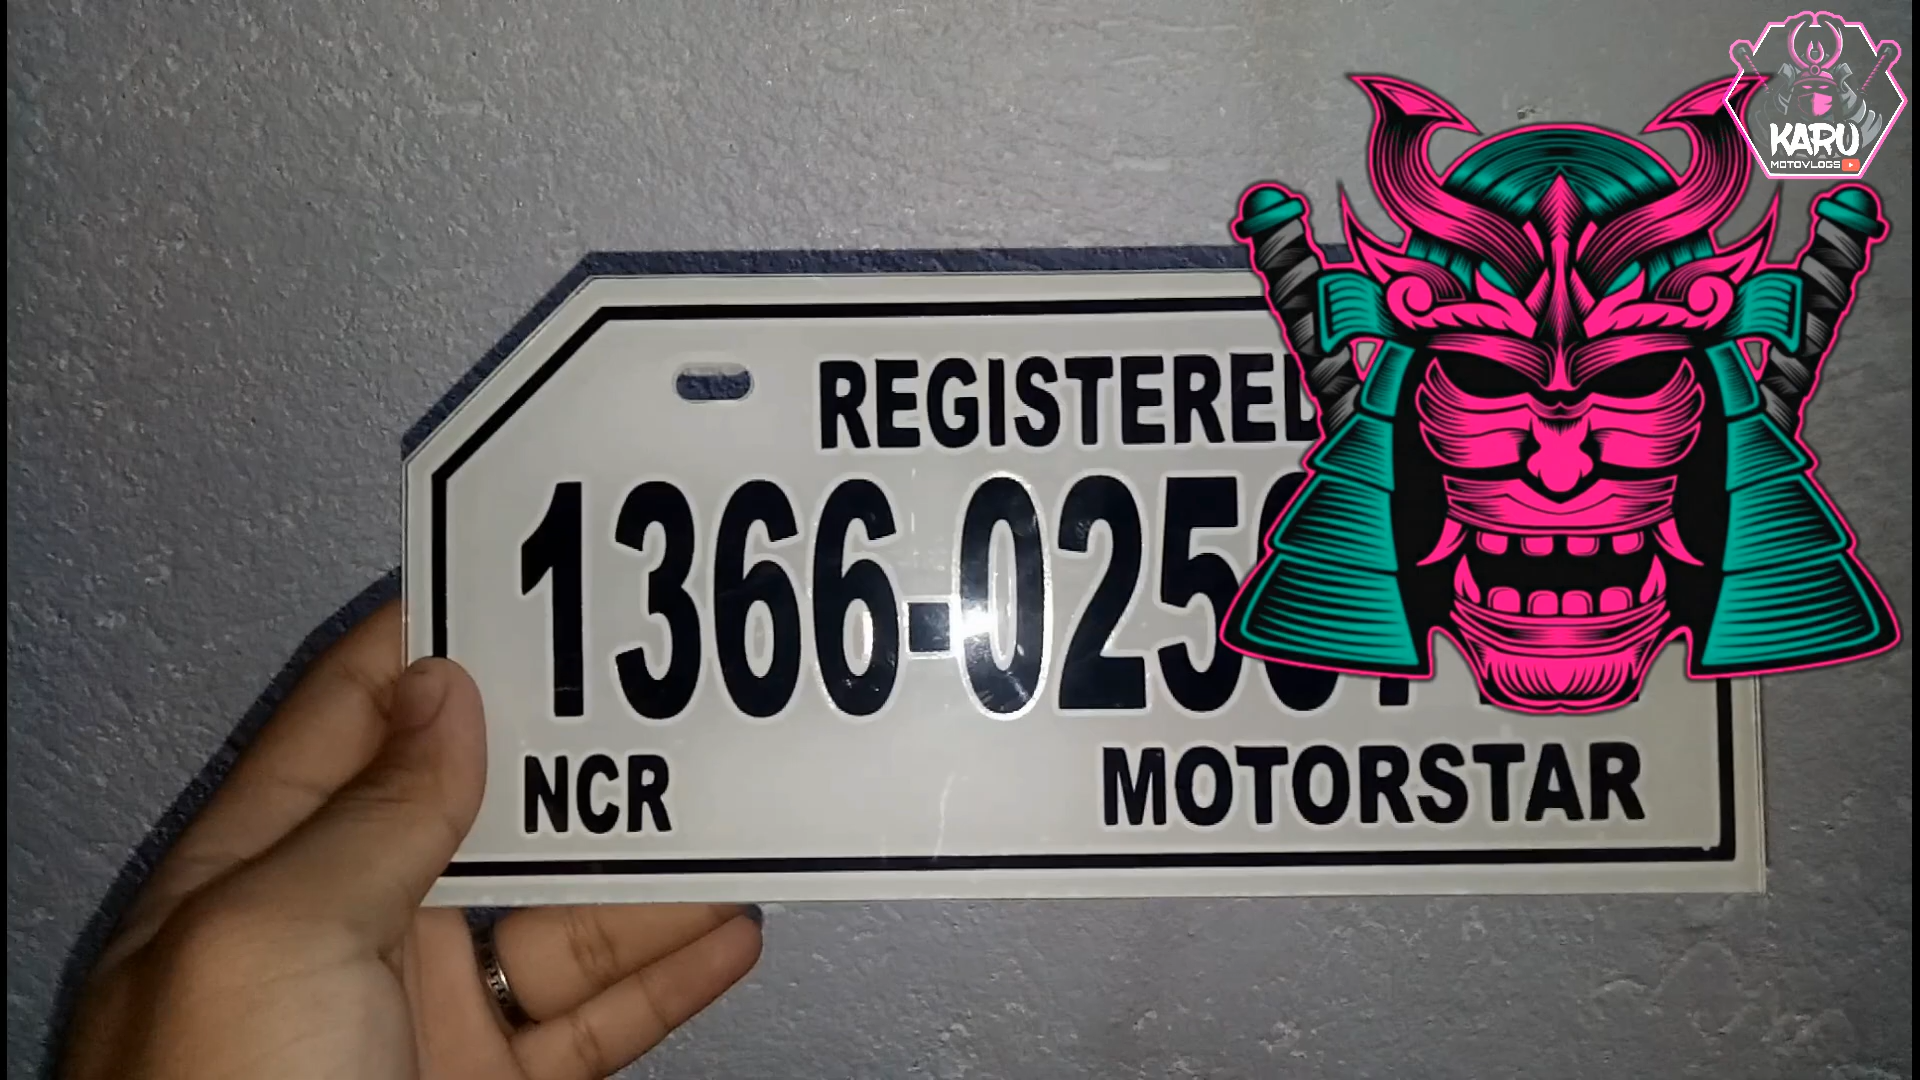 KARU
MOTOVLOGS
REGISTERED
1366-025
NCR
MOTORSTAR